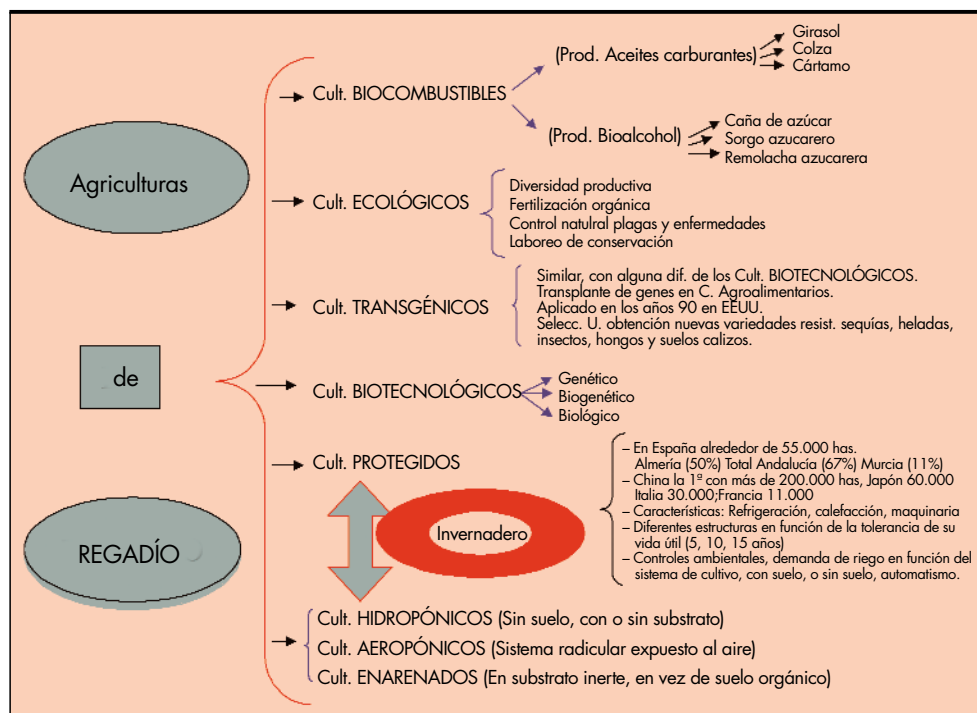 Agriculturas
de
REGADÍO
Cult. BIOCOMBUSTIBLES
(Prod. Aceites carburantes)
Girasol
Colza
Cártamo
(Prod. Bioalcohol)
Caña de azúcar
Sorgo azucarero
Remolacha azucarera
Cult. ECOLÓGICOS
Diversidad productiva
Fertilización orgánica
Control natulral plagas y enfermedades
Laboreo de conservación
Cult. TRANSGÉNICOS
Similar, con alguna dif. de los Cult. BIOTECNOLÓGICOS.
Transplante de genes en C. Agroalimentarios.
Aplicado en los años 90 en EEUU.
Selecc. U. obtención nuevas variedades resist. sequías, heladas,
insectos, hongos y suelos calizos.
Cult. BIOTECNOLÓGICOS
Genético
Biogenético
Biológico
Cult. PROTEGIDOS
Invernadero
– En España alrededor de 55.000 has.
Almería (50%) Total Andalucía (67%) Murcia (11%)
– China la 1ª con más de 200.000 has, Japón 60.000
Italia 30.000;Francia 11.000
– Características: Refrigeración, calefacción, maquinaria
– Diferentes estructuras en función de la tolerancia de su
vida útil (5, 10, 15 años)
– Controles ambientales, demanda de riego en función del
sistema de cultivo, con suelo, o sin suelo, automatismo.
Cult. HIDROPÓNICOS (Sin suelo, con o sin substrato)
Cult. AEROPÓNICOS (Sistema radicular expuesto al aire)
Cult. ENARENADOS (En substrato inerte, en vez de suelo orgánico)